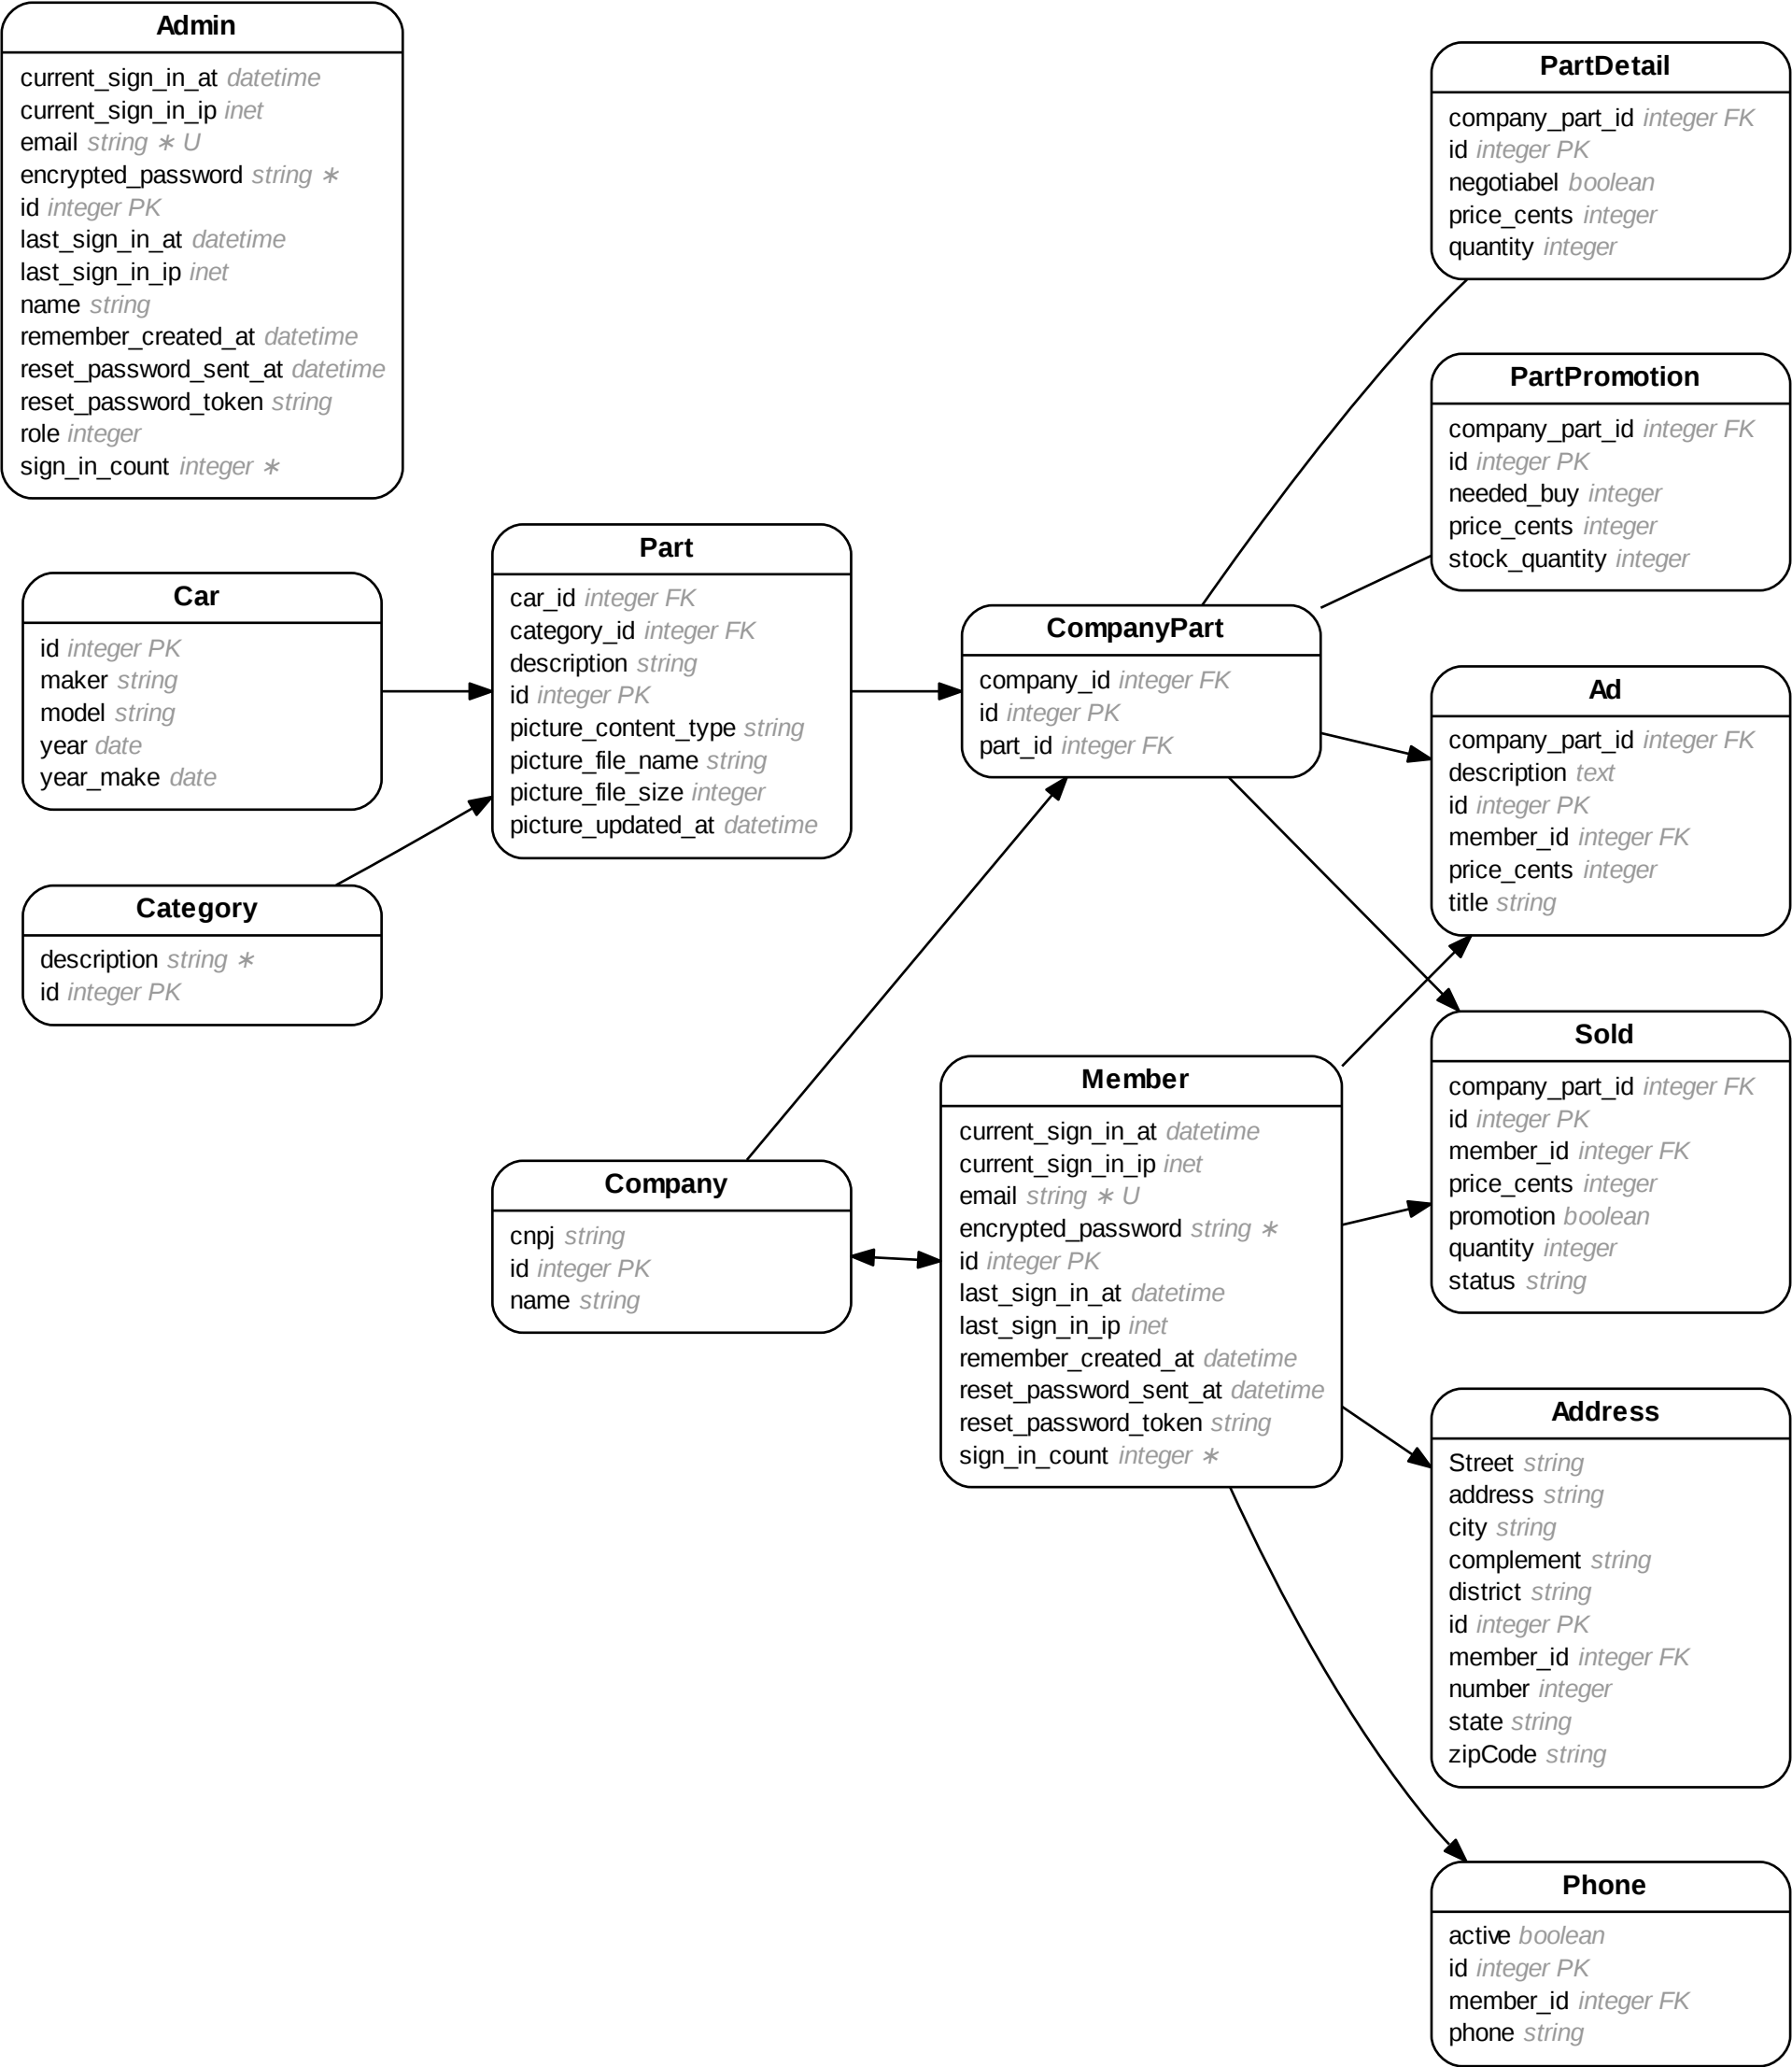 Admin
current_sign_in_at datetime
current_sign_in_ip inet
email string ∗ U
encrypted_password string ∗
id integer PK
last_sign_in_at datetime
last_sign_in_ip inet
name string
remember_created_at datetime
reset_password_sent_at datetime
reset_password_token string
role integer
sign_in_count integer ∗
Car
id integer PK
maker string
model string
year date
year_make date
Category
description string ∗
id integer PK
Part
car_id integer FK
category_id integer FK
description string
id integer PK
picture_content_type string
picture_file_name string
picture_file_size integer
picture_updated_at datetime
Company
cnpj string
id integer PK
name string
CompanyPart
company_id integer FK
id integer PK
part_id integer FK
Member
current_sign_in_at datetime
current_sign_in_ip inet
email string ∗ U
encrypted_password string ∗
id integer PK
last_sign_in_at datetime
last_sign_in_ip inet
remember_created_at datetime
reset_password_sent_at datetime
reset_password_token string
sign_in_count integer ∗
PartDetail
company_part_id integer FK
id integer PK
negotiabel boolean
price_cents integer
quantity integer
PartPromotion
company_part_id integer FK
id integer PK
needed_buy integer
price_cents integer
stock_quantity integer
Ad
company_part_id integer FK
description text
id integer PK
member_id integer FK
price_cents integer
title string
Sold
company_part_id integer FK
id integer PK
member_id integer FK
price_cents integer
promotion boolean
quantity integer
status string
Address
Street string
address string
city string
complement string
district string
id integer PK
member_id integer FK
number integer
state string
zipCode string
Phone
active boolean
id integer PK
member_id integer FK
phone string